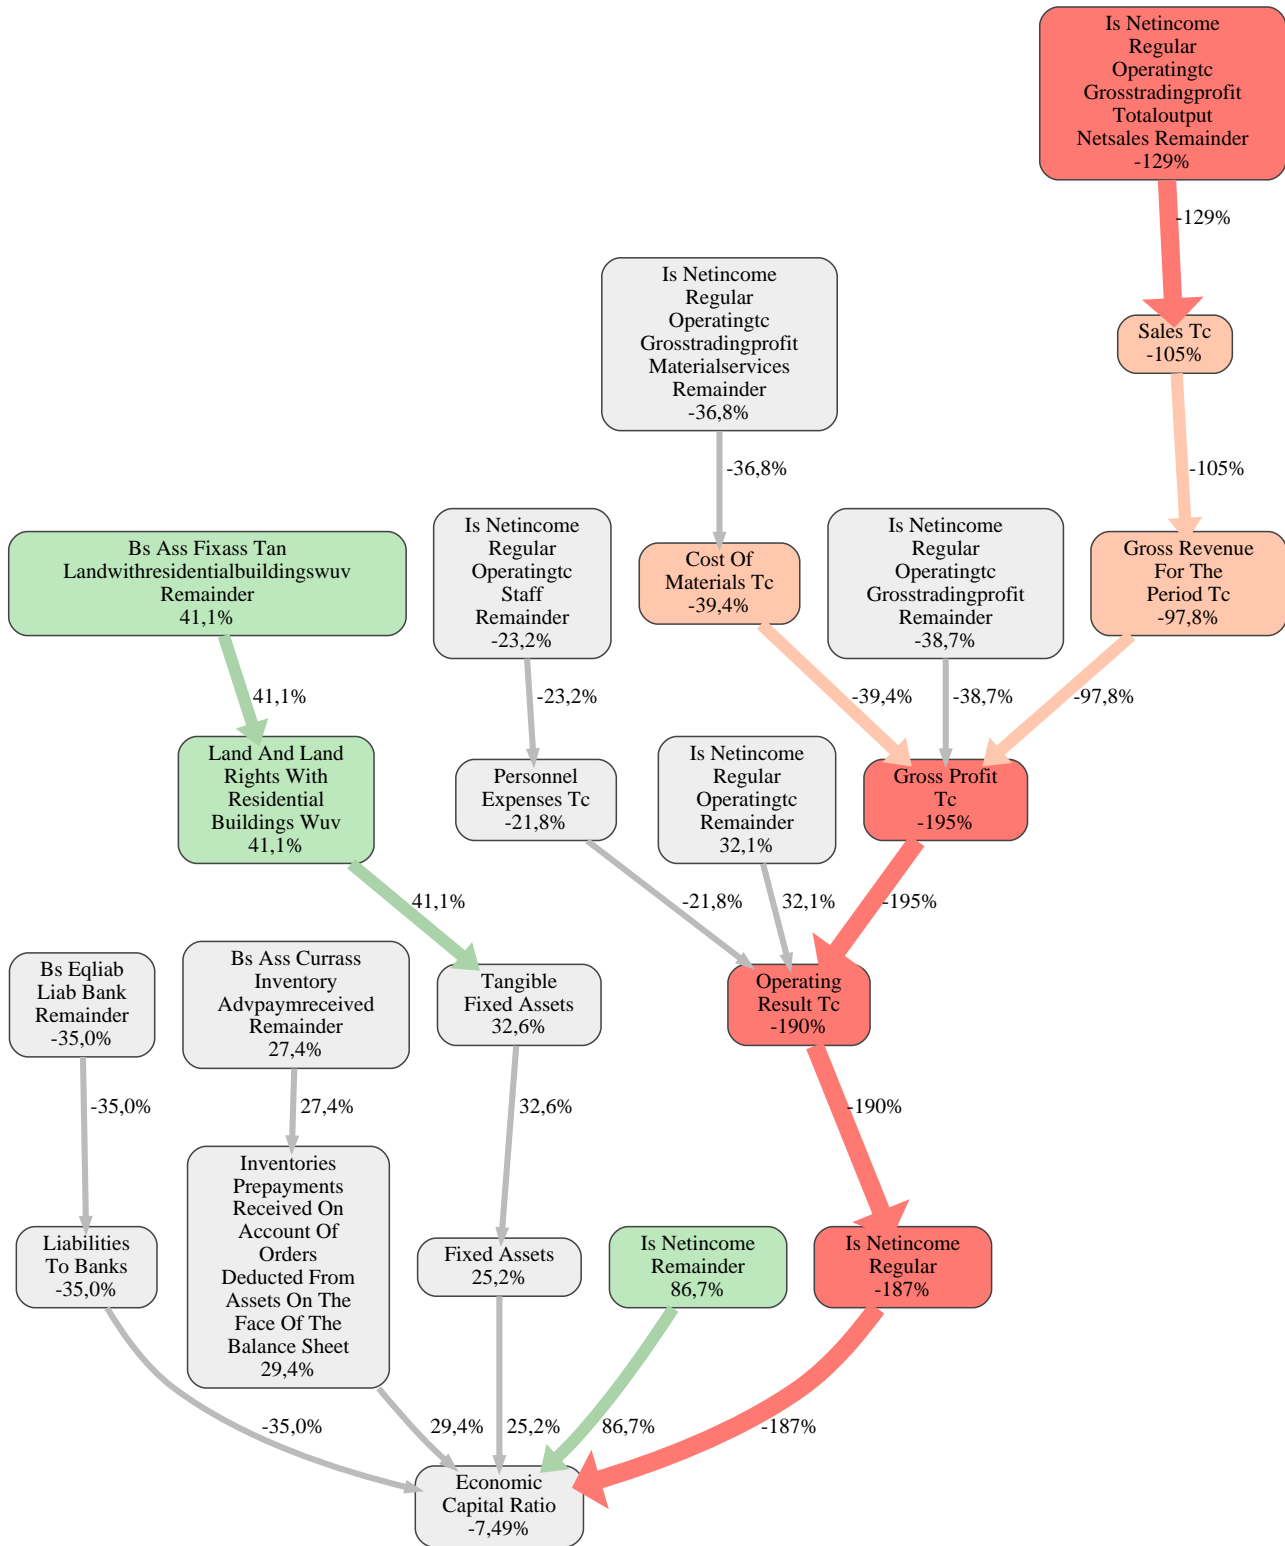 Is Netincome
Regular
Operatingtc
Grosstradingprofit
Totaloutput
Netsales Remainder
-129%
-129%
Is Netincome
Regular
Operatingtc
Grosstradingprofit
Materialservices
Remainder
-36,8%
Sales Tc
-105%
-36,8%
-105%
Bs Ass Fixass Tan
Landwithresidentialbuildingswuv
Remainder
41,1%
Is Netincome
Regular
Operatingtc
Staff
Remainder
-23,2%
Cost Of
Materials Tc
-39,4%
Is Netincome
Regular
Operatingtc
Grosstradingprofit
Remainder
-38,7%
Gross Revenue
For The
Period Tc
-97,8%
41,1%
-23,2%
-39,4%
-38,7%
-97,8%
Land And Land
Rights With
Residential
Buildings Wuv
41,1%
Personnel
Expenses Tc
-21,8%
Is Netincome
Regular
Operatingtc
Remainder
32,1%
Gross Profit
Tc
-195%
41,1%
-21,8%
32,1%
-195%
Bs Eqliab
Liab Bank
Remainder
-35,0%
Bs Ass Currass
Inventory
Advpaymreceived
Remainder
27,4%
Tangible
Fixed Assets
32,6%
Operating
Result Tc
-190%
-35,0%
27,4%
32,6%
-190%
Liabilities
To Banks
-35,0%
Inventories
Prepayments
Received On
Account Of
Orders
Deducted From
Assets On The
Face Of The
Balance Sheet
29,4%
Fixed Assets
25,2%
Is Netincome
Remainder
86,7%
Is Netincome
Regular
-187%
-35,0%
29,4%
25,2%
86,7%
-187%
Economic
Capital Ratio
-7,49%